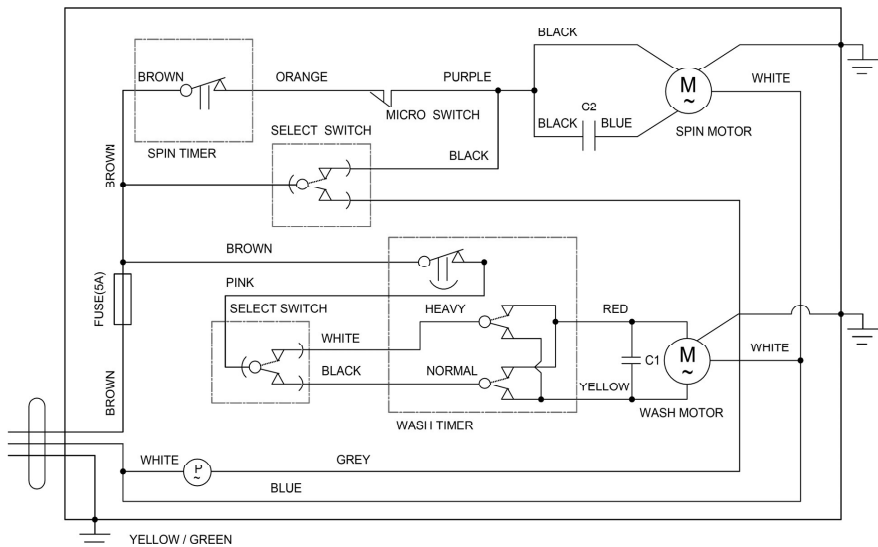 BLACK
BROWN
ORANGE
PURPLE
M
~
WHITE
MICRO SWITCH
C2
SELECT SWITCH
BLACK
BLUE
SPIN MOTOR
SPIN TIMER
BLACK
BROWN
BROWN
PINK
FUSE(5A)
SELECT SWITCH
HEAVY
RED
WHITE
WHITE
C1
M
~
BLACK
NORMAL
YELLOW
BROWN
WASH MOTOR
WASH TIMER
WHITE
P
~
GREY
BLUE
YELLOW / GREEN